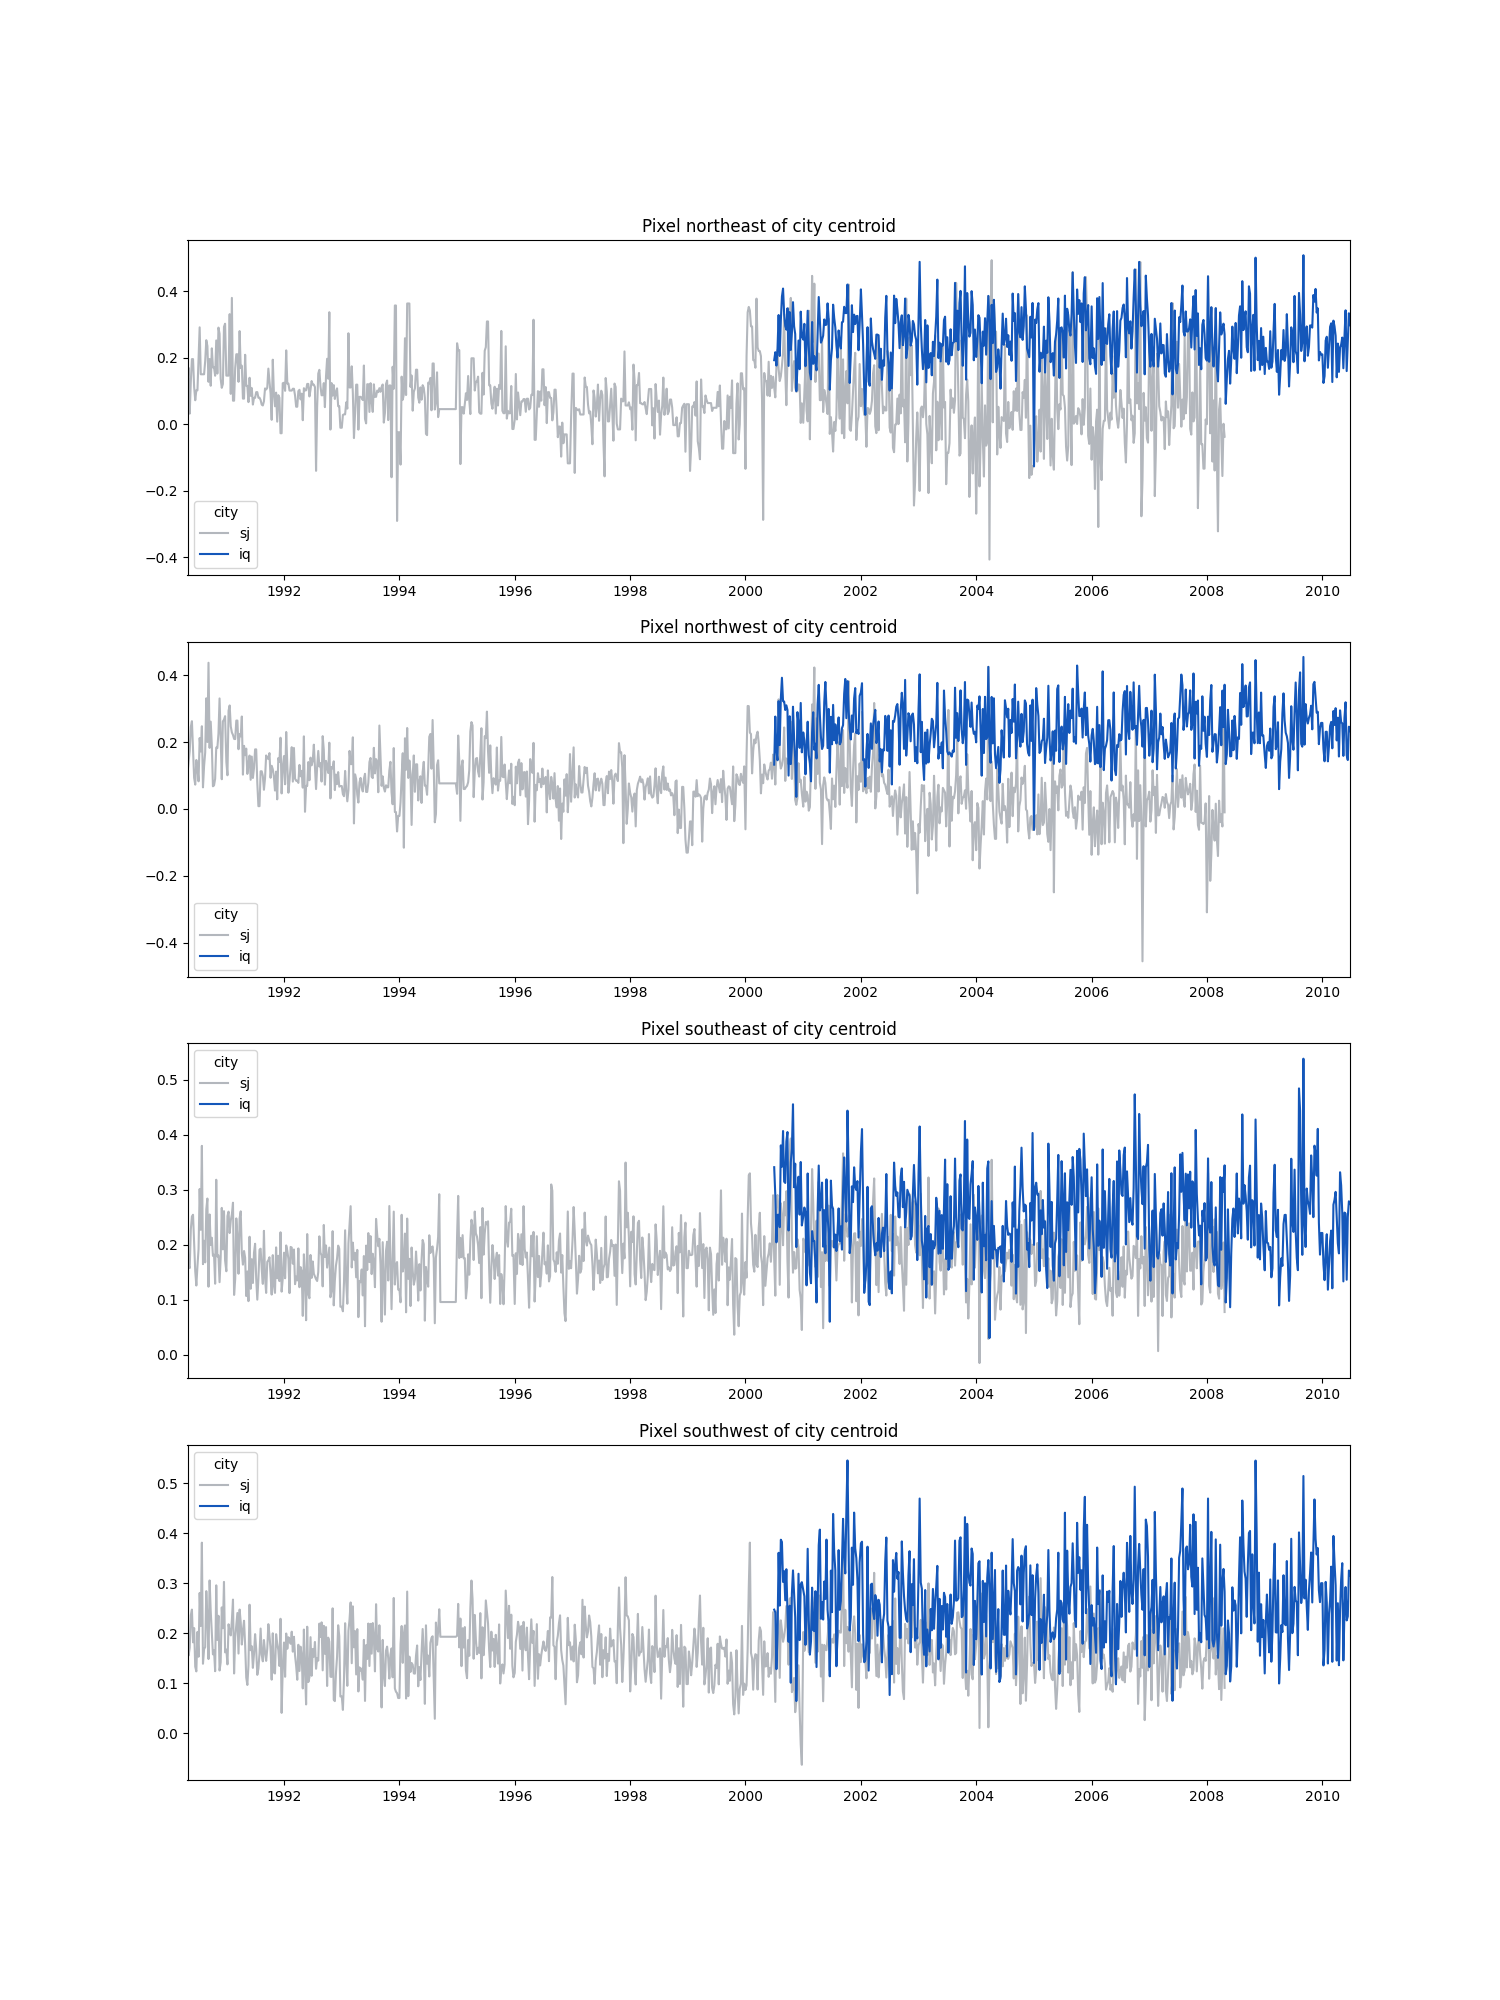 Pixel northeast of city centroid
0.4
0.2
0.0
−0.2
−0.4
city
sj
iq
1992 1994 1996 1998 2000 2002 2004 2006 2008 2010
Pixel northwest of city centroid
0.4
0.2
0.0
−0.2
−0.4
city
sj
iq
1992 1994 1996 1998 2000 2002 2004 2006 2008 2010
Pixel southeast of city centroid
city
sj
iq
0.5
0.4
0.3
0.2
0.1
0.0
1992 1994 1996 1998 2000 2002 2004 2006 2008 2010
Pixel southwest of city centroid
city
sj
iq
0.5
0.4
0.3
0.2
0.1
0.0
1992 1994 1996 1998 2000 2002 2004 2006 2008 2010